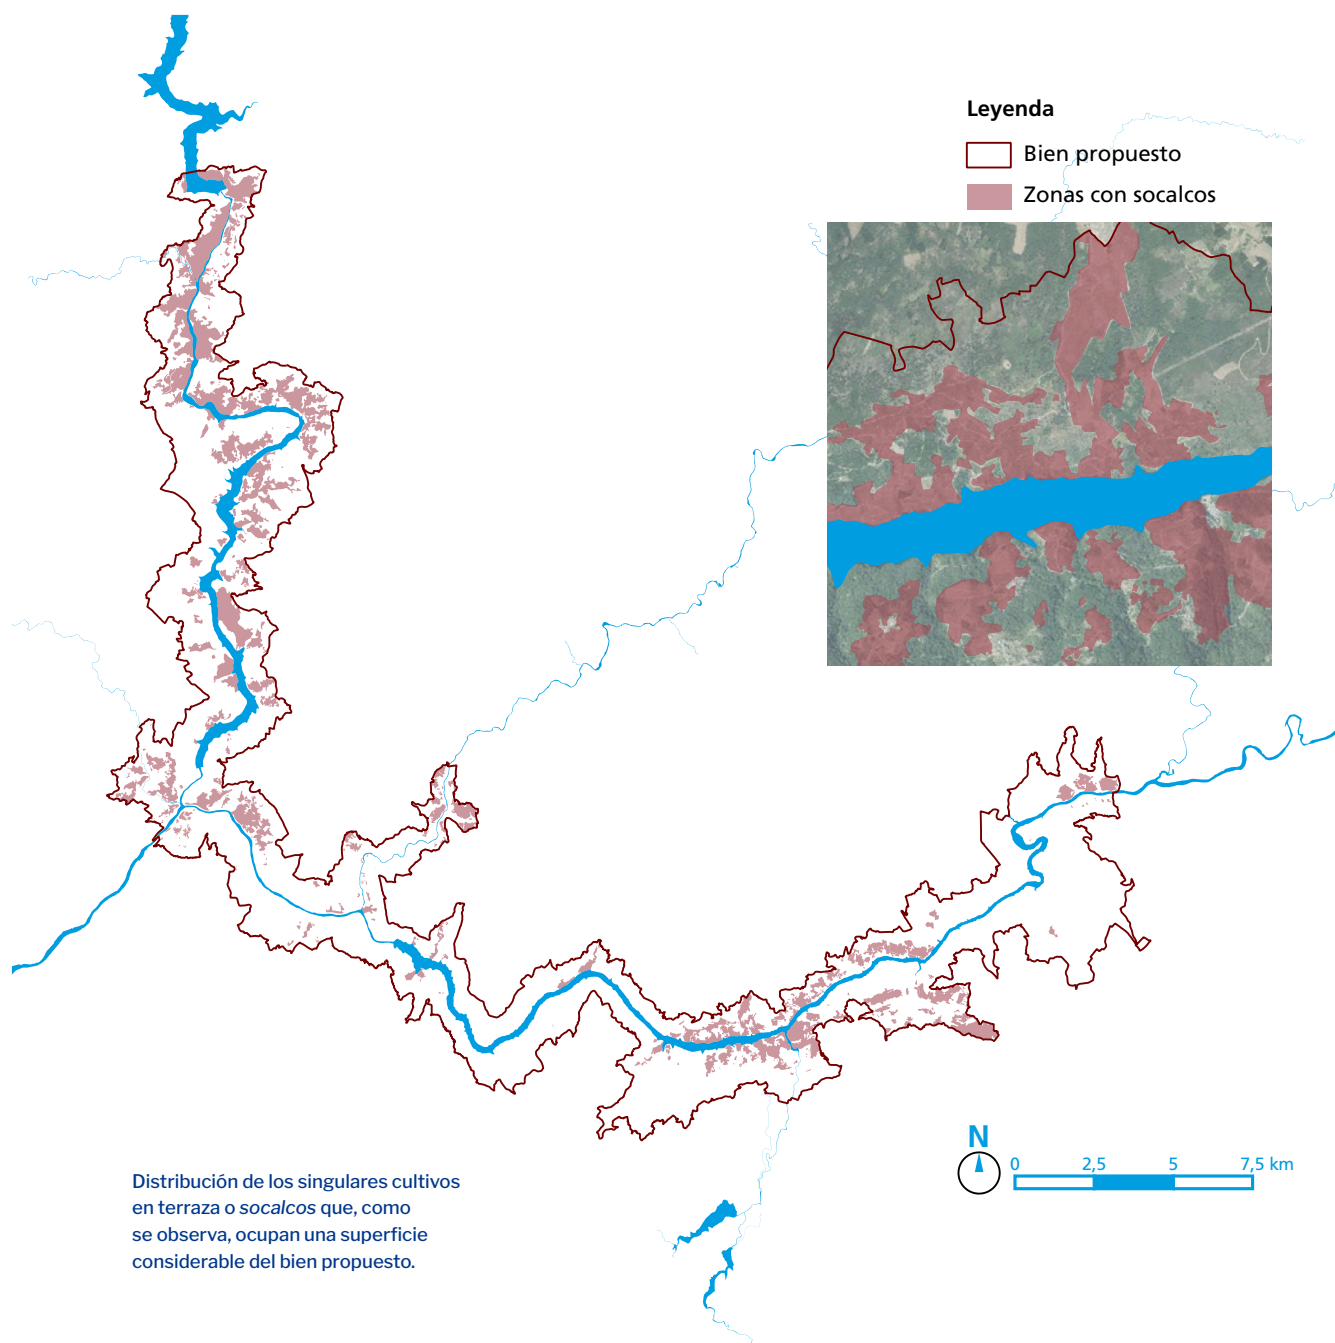 Leyenda
Bien propuesto
Zonas con socalcos
N
0 2,5 5 7,5 km
Distribución de los singulares cultivos
en terraza o socalcos que, como
se observa, ocupan una superficie
considerable del bien propuesto.